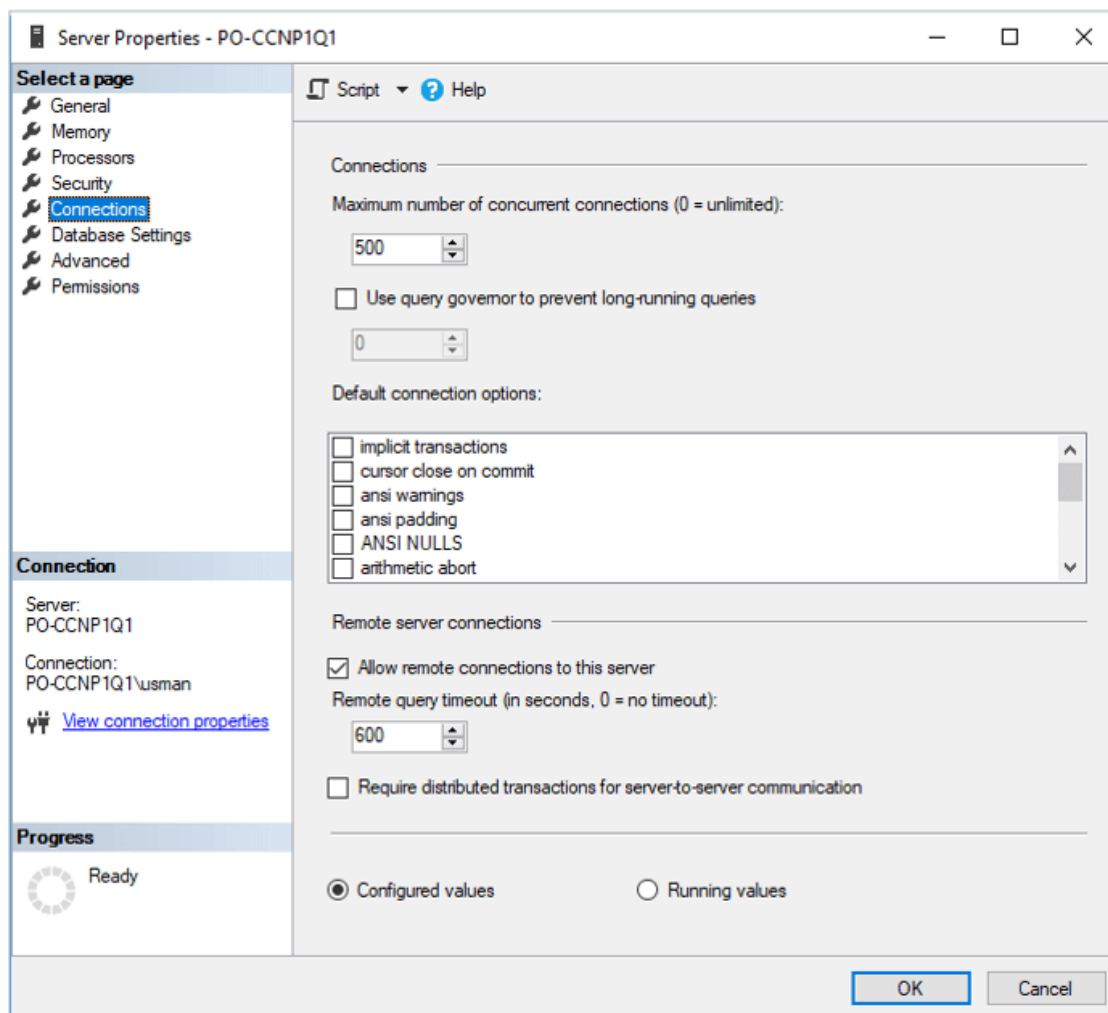 Server Properties - PO-CCNP1Q1
Select a page
General
Memory
Processors
Security
Connections
Database Settings
Advanced
Permissions
Connection
Server:
PO-CCNP1Q1
Connection:
PO-CCNP1Q1\usman
View connection properties
Progress
Ready
Script
Help
Connections
Maximum number of concurrent connections (0 = unlimited):
500
Use query governor to prevent long-running queries
0
Default connection options:
implicit transactions
cursor close on commit
ansi warnings
ansi padding
ANSI NULLS
arithmetic abort
Remote server connections
Allow remote connections to this server
Remote query timeout (in seconds, 0 = no timeout):
600
Require distributed transactions for server-to-server communication
Configured values
Running values
OK
Cancel